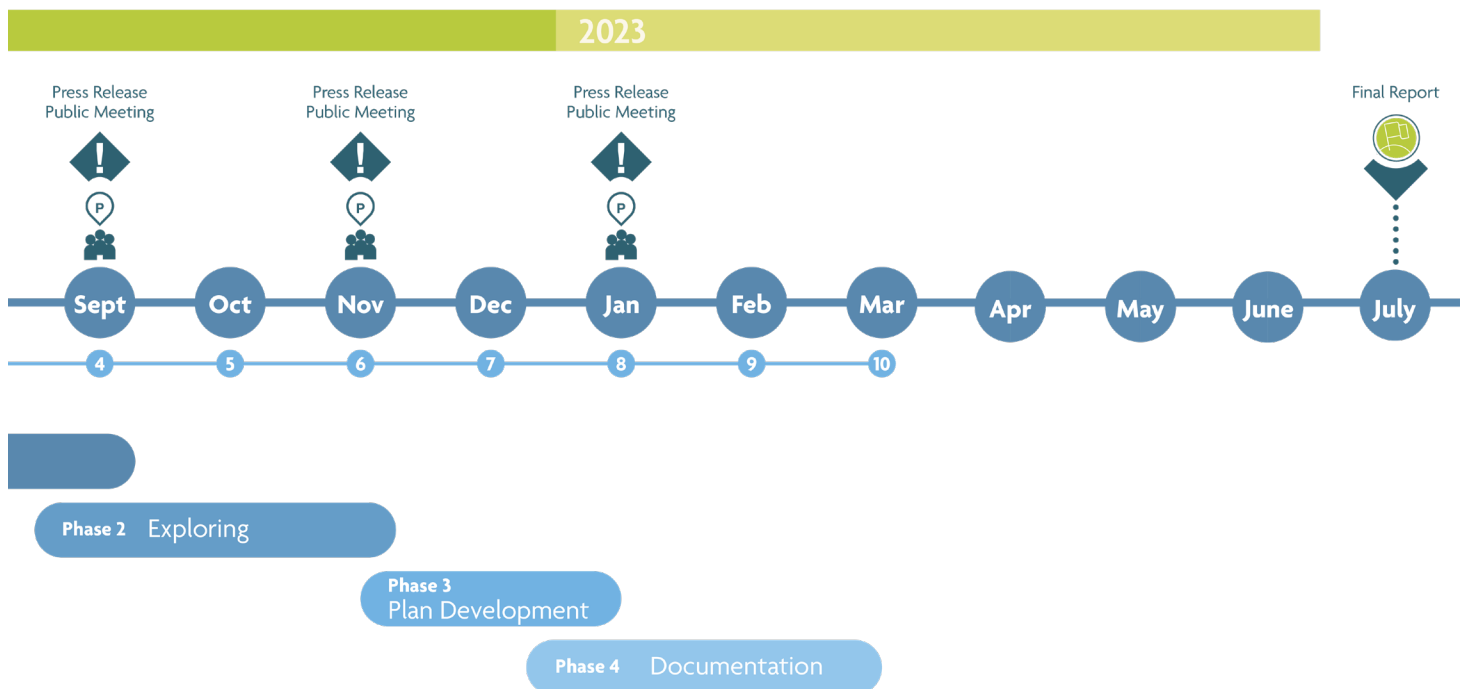 2023
Press Release
Public Meeting
Press Release
Public Meeting
Press Release
Public Meeting
Final Report
!
!
!
P
P
P
Sept Oct Nov Dec Jan Feb Mar Apr May June July
4 5 6 7 8 9 10
Phase 2 Exploring
Phase 3
Plan Development
Phase 4 Documentation